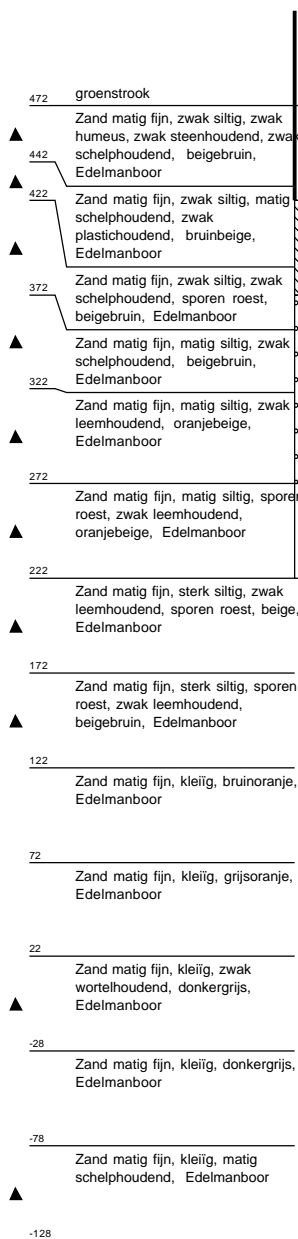 472
groenstrook
Zand matig fijn, zwak siltig, zwak
humeus, zwak steenhoudend, zwak
schelphoudend, beigebruin,
Edelmanboor
442
Zand matig fijn, zwak siltig, matig
schelphoudend, zwak
plastichoudend, bruinbeige,
Edelmanboor
422
Zand matig fijn, zwak siltig, zwak
schelphoudend, sporen roest,
beigebruin, Edelmanboor
372
Zand matig fijn, matig siltig, zwak
schelphoudend, beigebruin,
Edelmanboor
322
Zand matig fijn, matig siltig, zwak
leemhoudend, oranjebeige,
Edelmanboor
272
Zand matig fijn, matig siltig, sporen
roest, zwak leemhoudend,
oranjebeige, Edelmanboor
222
Zand matig fijn, sterk siltig, zwak
leemhoudend, sporen roest, beige,
Edelmanboor
172
Zand matig fijn, sterk siltig, sporen
roest, zwak leemhoudend,
beigebruin, Edelmanboor
122
Zand matig fijn, kleiïg, bruinoranje,
Edelmanboor
72
Zand matig fijn, kleiïg, grijsoranje,
Edelmanboor
22
Zand matig fijn, kleiïg, zwak
wortelhoudend, donkergrijs,
Edelmanboor
-28
Zand matig fijn, kleiïg, donkergrijs,
Edelmanboor
-78
Zand matig fijn, kleiïg, matig
schelphoudend, Edelmanboor
-128